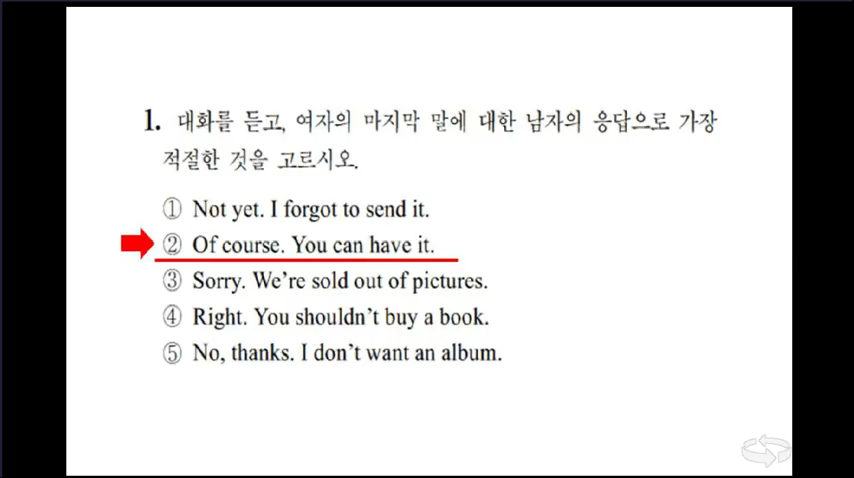 1. 대화를 듣고, 여자의 마지막 말에 대한 남자의 응답으로 가장
적절한 것을 고르시오.
① Not yet. I forgot to send it.
② Of course. You can have it.
③ Sorry. We're sold out of pictures.
④ Right. You shouldn't buy a book.
⑤ No, thanks. I don't want an album.